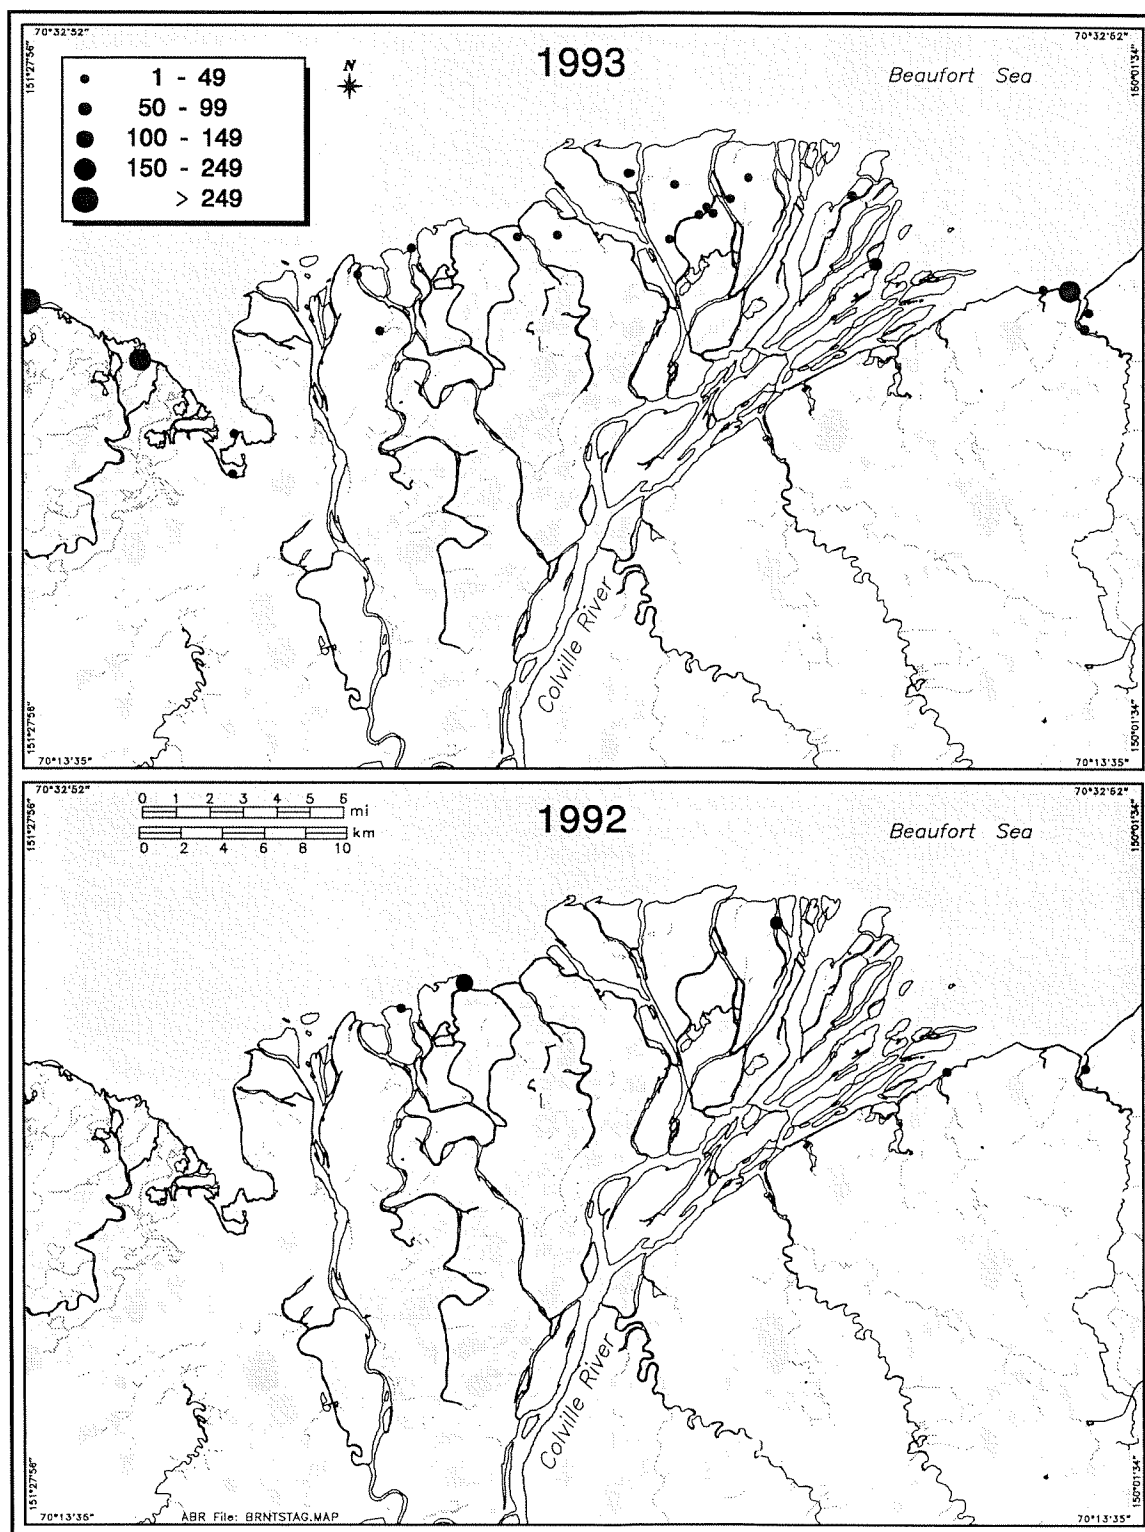 70°32'52"
70°32'52"
151°27'56"
150°01'34"
1993
Beaufort Sea
N
1 - 49
50 - 99
100 - 149
150 - 249
> 249
Colville River
151°27'56"
150°01'34"
70°13'35"
70°13'35"
70°32'52"
70°32'52"
151°27'56"
150°01'34"
0 1 2 3 4 5 6 mi
km
0 2 4 6 8 10
1992
Beaufort Sea
Colville River
151°27'56"
150°01'34"
70°13'36"
ABR File: BRNTSTAG.MAP
70°13'35"